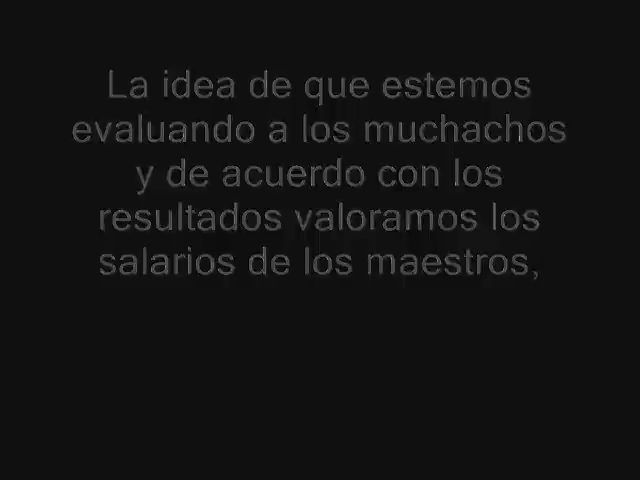 La idea de que estemos
evaluando a los muchachos
y de acuerdo con los
resultados valoramos los
salarios de los maestros,